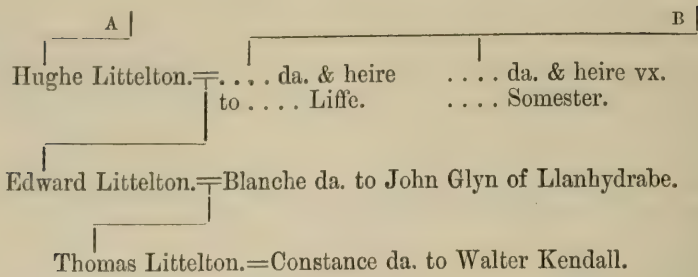 A B
Hughe Littelton.=.... da. & heire .... da. & heire vx.
to .... Liffe. .... Somester.
Edward Littelton.=Blanche da. to John Glyn of Llanhydrabe.
Thomas Littelton.=Constance da. to Walter Kendall.